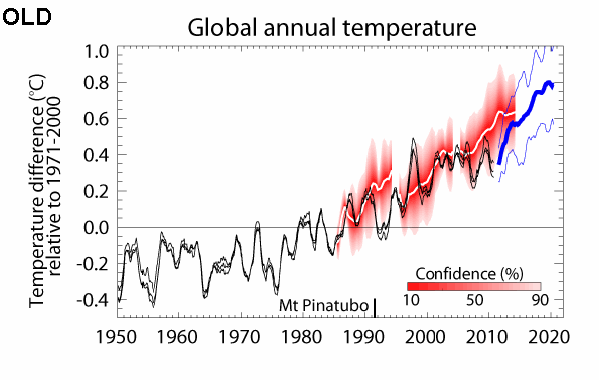 OLD
Global annual temperature
Temperature difference (°C)
relative to 1971-2000
1.0
0.8
0.6
0.4
0.2
0.0
-0.2
-0.4
Confidence (%)
10 50 90
Mt Pinatubo
1950 1960 1970 1980 1990 2000 2010 2020